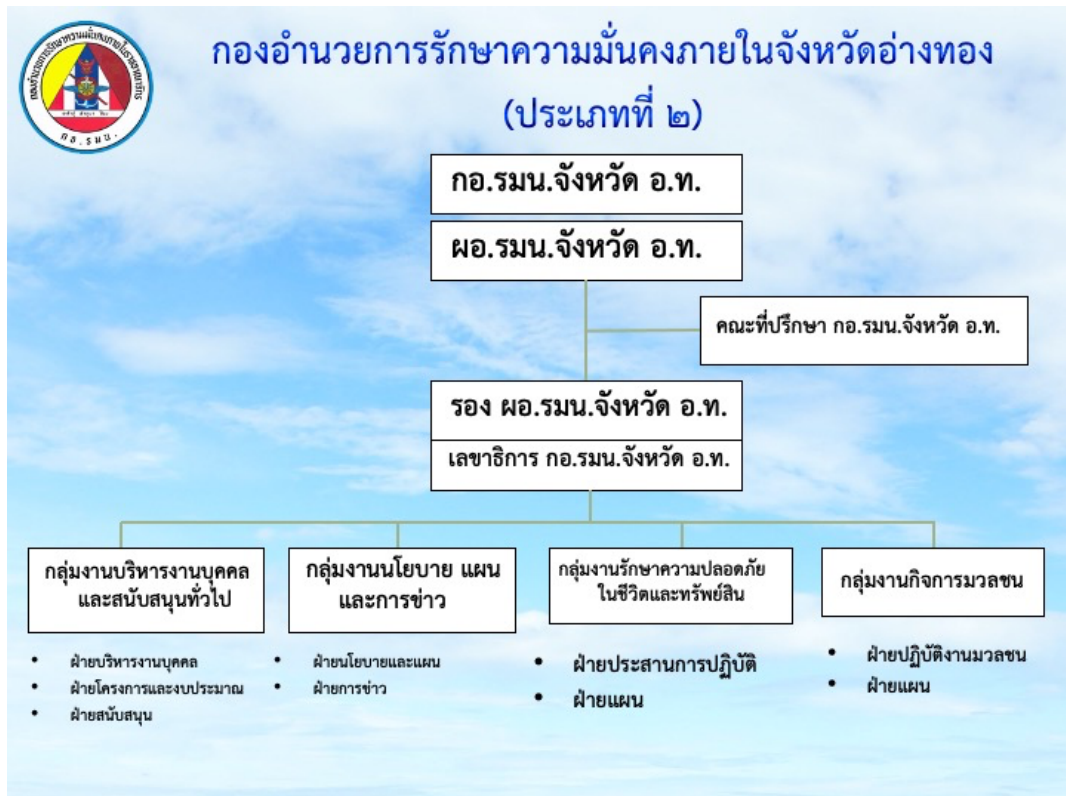 กองอำนวยการรักษาความมั่นคงภายในจังหวัดอ่างทอง
(ประเภทที่ ๒)
กอ.รมน.จังหวัด อ.ท.
ผอ.รมน.จังหวัด อ.ท.
คณะที่ปรึกษา กอ.รมน.จังหวัด อ.ท.
รอง ผอ.รมน.จังหวัด อ.ท.
เลขาธิการ กอ.รมน.จังหวัด อ.ท.
กลุ่มงานบริหารงานบุคคล
และสนับสนุนทั่วไป
• ฝ่ายบริหารงานบุคคล
• ฝ่ายโครงการและงบประมาณ
• ฝ่ายสนับสนุน
กลุ่มงานนโยบาย แผน
และการข่าว
• ฝ่ายนโยบายและแผน
• ฝ่ายการข่าว
กลุ่มงานรักษาความปลอดภัย
ในชีวิตและทรัพย์สิน
• ฝ่ายประสานการปฏิบัติ
• ฝ่ายแผน
กลุ่มงานกิจการมวลชน
• ฝ่ายปฏิบัติงานมวลชน
• ฝ่ายแผน
กอ.รมน.